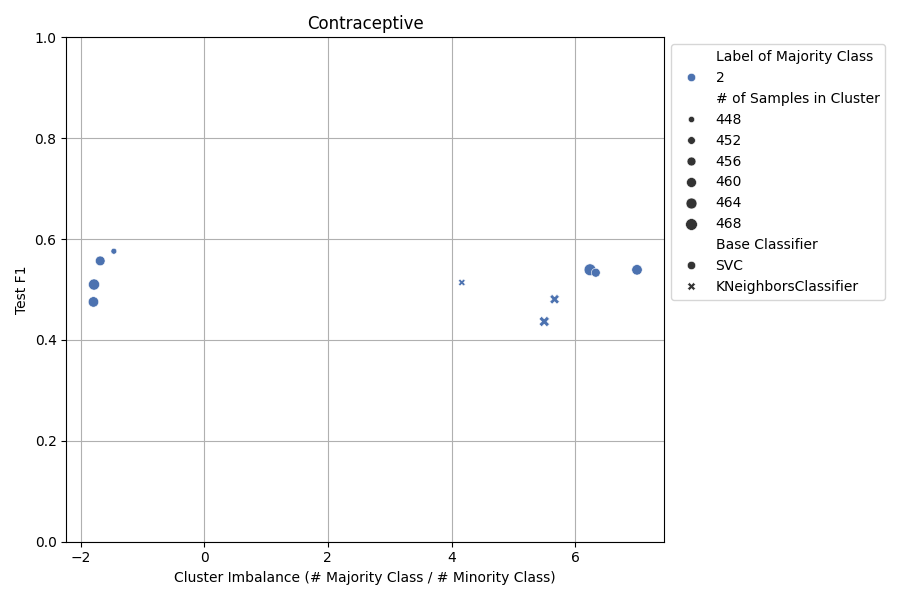 Contraceptive
1.0
0.8
0.6
0.4
0.2
0.0
Test F1
−2
0
2
4
6
Cluster Imbalance (# Majority Class / # Minority Class)
Label of Majority Class
2
# of Samples in Cluster
448
452
456
460
464
468
Base Classifier
SVC
KNeighborsClassifier